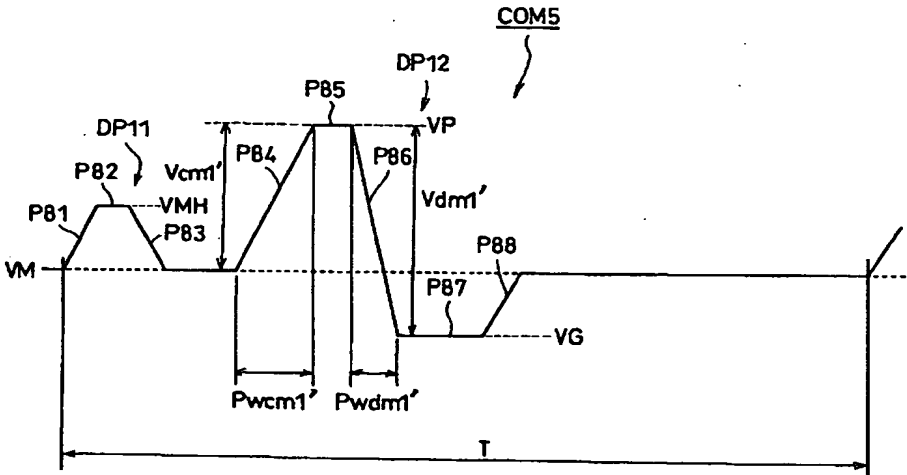 COM5
DP12
P85
VP
DP11
P84
P86
Vcm1'
P82
Vdm1'
VMH
P81
P83
P88
VM
P87
VG
Pwcm1'
Pwdm1'
T